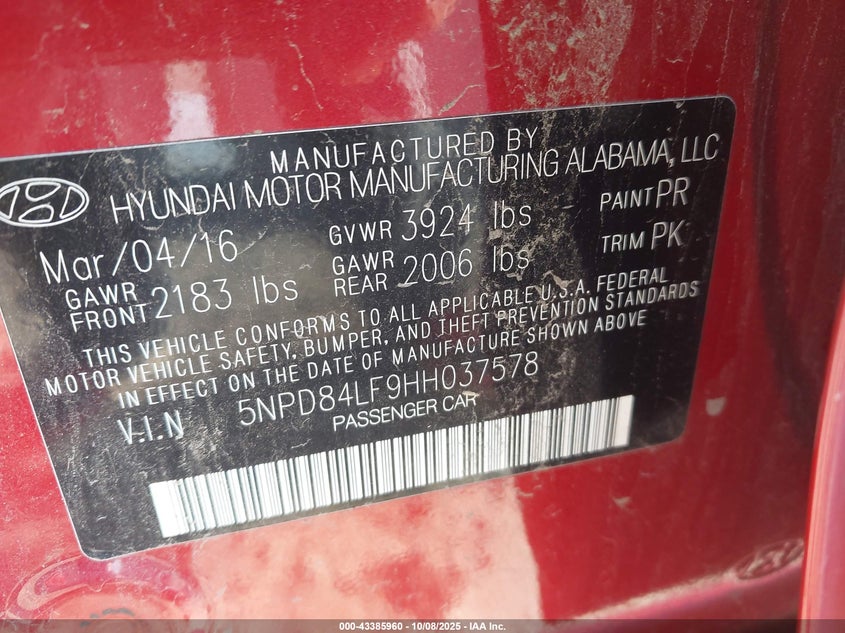 MANUFACTURED BY
HYUNDAI MOTOR MANUFACTURING ALABAMA, LLC
Mar/04/16 GVWR 3924 lbs PAINT PR
GAWR FRONT 2183 lbs GAWR REAR 2006 lbs TRIM PK
THIS VEHICLE CONFORMS TO ALL APPLICABLE U.S.A. FEDERAL
MOTOR VEHICLE SAFETY, BUMPER, AND THEFT PREVENTION STANDARDS
IN EFFECT ON THE DATE OF MANUFACTURE SHOWN ABOVE
V.I.N 5NPD84LF9HH037578
PASSENGER CAR
000-43385960 - 10/08/2025 - IAA Inc.